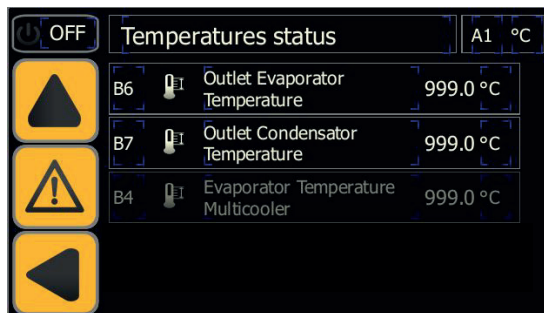 OFF
Temperatures status
A1 °C
B6
Outlet Evaporator
Temperature
999.0 °C
B7
Outlet Condensator
Temperature
999.0 °C
B4
Evaporator Temperature
Multicooler
999.0 °C